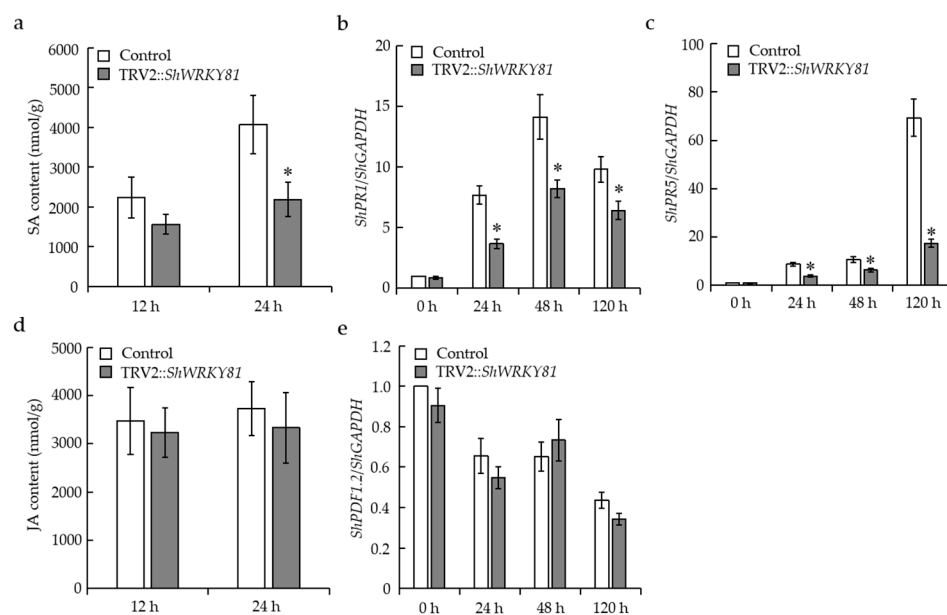 a
SA content (nmol/g)
6000
5000
4000
3000
2000
1000
0
Control
TRV2::ShWRKY81
*
12 h
24 h
b
ShPR1/ShGAPDH
20
15
10
5
0
Control
TRV2::ShWRKY81
*
*
*
0 h
24 h
48 h
120 h
c
ShPR5/ShGAPDH
100
80
60
40
20
0
Control
TRV2::ShWRKY81
*
*
*
0 h
24 h
48 h
120 h
d
JA content (nmol/g)
5000
4000
3000
2000
1000
0
Control
TRV2::ShWRKY81
12 h
24 h
e
ShPDF1.2/ShGAPDH
1.2
1.0
0.8
0.6
0.4
0.2
0
Control
TRV2::ShWRKY81
0 h
24 h
48 h
120 h